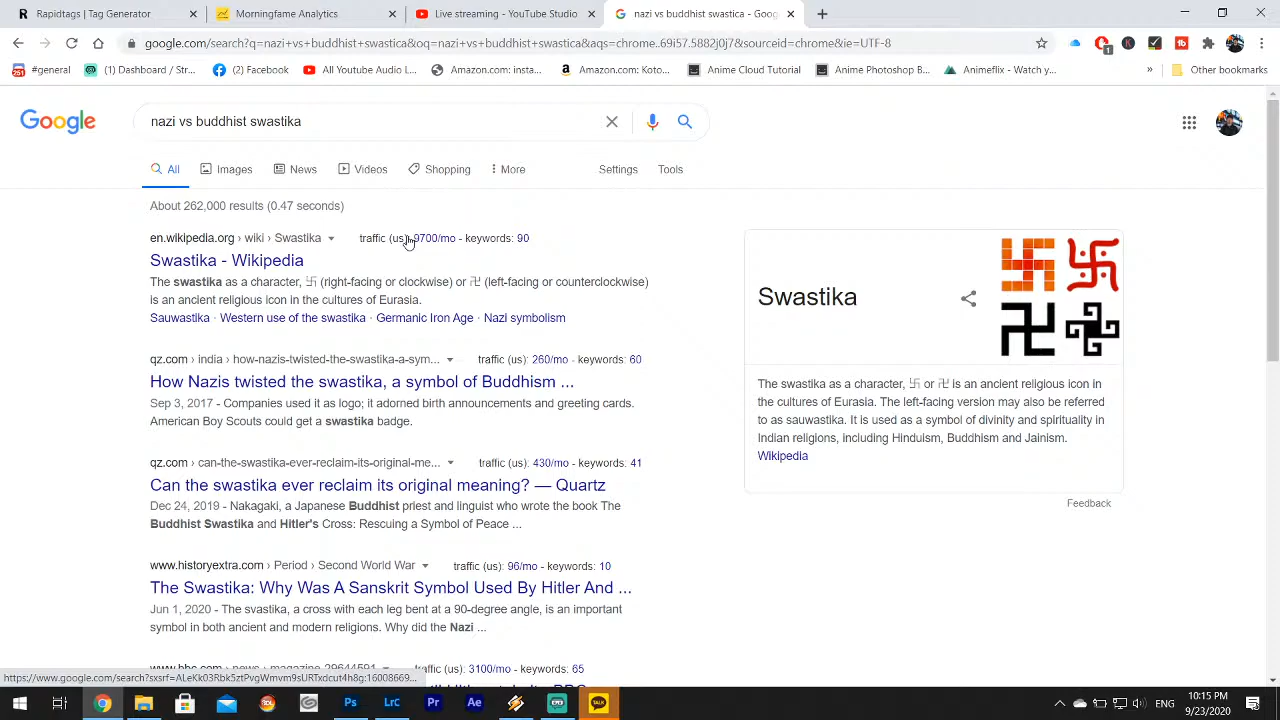 Rapidtags | Tag Generator
Morningfame Analytics
Live streaming - YouTube Studio
nazi vs buddhist swastica - Goog
google.com/search?q=nazi+vs+buddhist+swastica&oq=nazi+vs+buddhist+swastica&aqs=chrome..69i57.5882j0j7&sourceid=chrome&ie=UTF-8
#general
(1) Dashboard / Str...
(2) Facebook
All Youtube Audio L...
Amazon.com: insta...
Amazon.com: Koto...
Anime Cloud Tutorial
Anime Photoshop B...
Animeflix - Watch y...
Other bookmarks
Google
nazi vs buddhist swastika
All
Images
News
Videos
Shopping
More
Settings
Tools
About 262,000 results (0.47 seconds)
en.wikipedia.org › wiki › Swastika
traffic (us): 9700/mo - keywords: 90
Swastika - Wikipedia
The swastika as a character, 卐 (right-facing or clockwise) or 卍 (left-facing or counterclockwise)
is an ancient religious icon in the cultures of Eurasia.
Sauwastika · Western use of the swastika · Germanic Iron Age · Nazi symbolism
qz.com › india › how-nazis-twisted-the-swastika-a-sym...
traffic (us): 260/mo - keywords: 60
How Nazis twisted the swastika, a symbol of Buddhism ...
Sep 3, 2017 - Companies used it as logo; it adorned birth announcements and greeting cards.
American Boy Scouts could get a swastika badge.
qz.com › can-the-swastika-ever-reclaim-its-original-me...
traffic (us): 430/mo - keywords: 41
Can the swastika ever reclaim its original meaning? — Quartz
Dec 24, 2019 - Nakagaki, a Japanese Buddhist priest and linguist who wrote the book The
Buddhist Swastika and Hitler's Cross: Rescuing a Symbol of Peace ...
www.historyextra.com › Period › Second World War
traffic (us): 96/mo - keywords: 10
The Swastika: Why Was A Sanskrit Symbol Used By Hitler And ...
Jun 1, 2020 - The svastika, a cross with each leg bent at a 90-degree angle, is an important
symbol in both ancient and modern religions. Why did the Nazi ...
www.bbc.com › news › magazine-29644591
traffic (us): 3100/mo - keywords: 65
Swastika
The swastika as a character, 卐 or 卍 is an ancient religious icon in
the cultures of Eurasia. The left-facing version may also be referred
to as sauwastika. It is used as a symbol of divinity and spirituality in
Indian religions, including Hinduism, Buddhism and Jainism.
Wikipedia
Feedback
Ps
Lrc
Pr
Ae
TALK
ENG
10:15 PM
9/23/2020